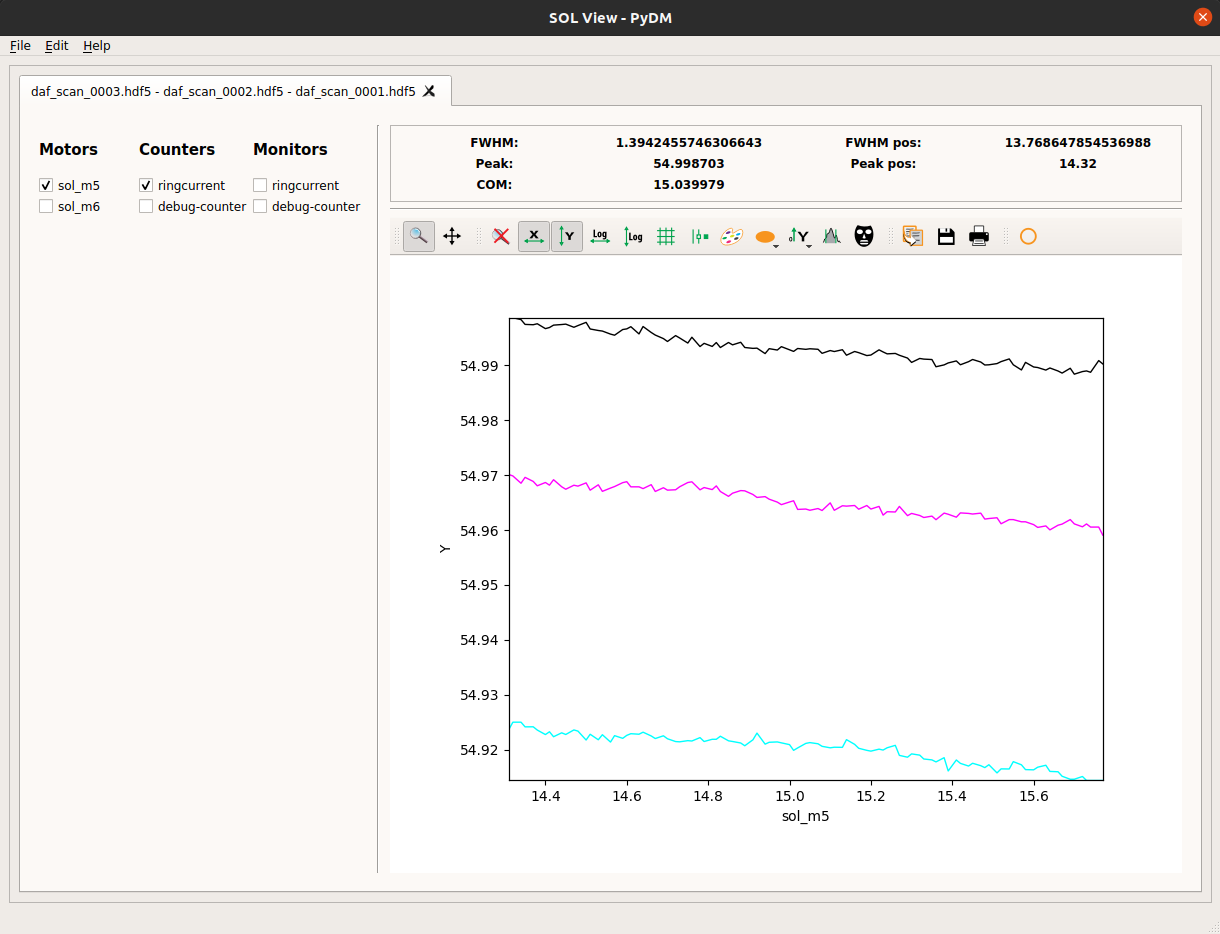 SOL View - PyDM
File Edit Help
daf_scan_0003.hdf5 - daf_scan_0002.hdf5 - daf_scan_0001.hdf5
Motors Counters Monitors
sol_m5 ringcurrent ringcurrent
sol_m6 debug-counter debug-counter
FWHM: 1.3942455746306643 FWHM pos: 13.768647854536988
Peak: 54.998703 Peak pos: 14.32
COM: 15.039979
X Y Log Log 0 Y
54.99
54.98
54.97
54.96
Y
54.95
54.94
54.93
54.92
14.4 14.6 14.8 15.0 15.2 15.4 15.6
sol_m5